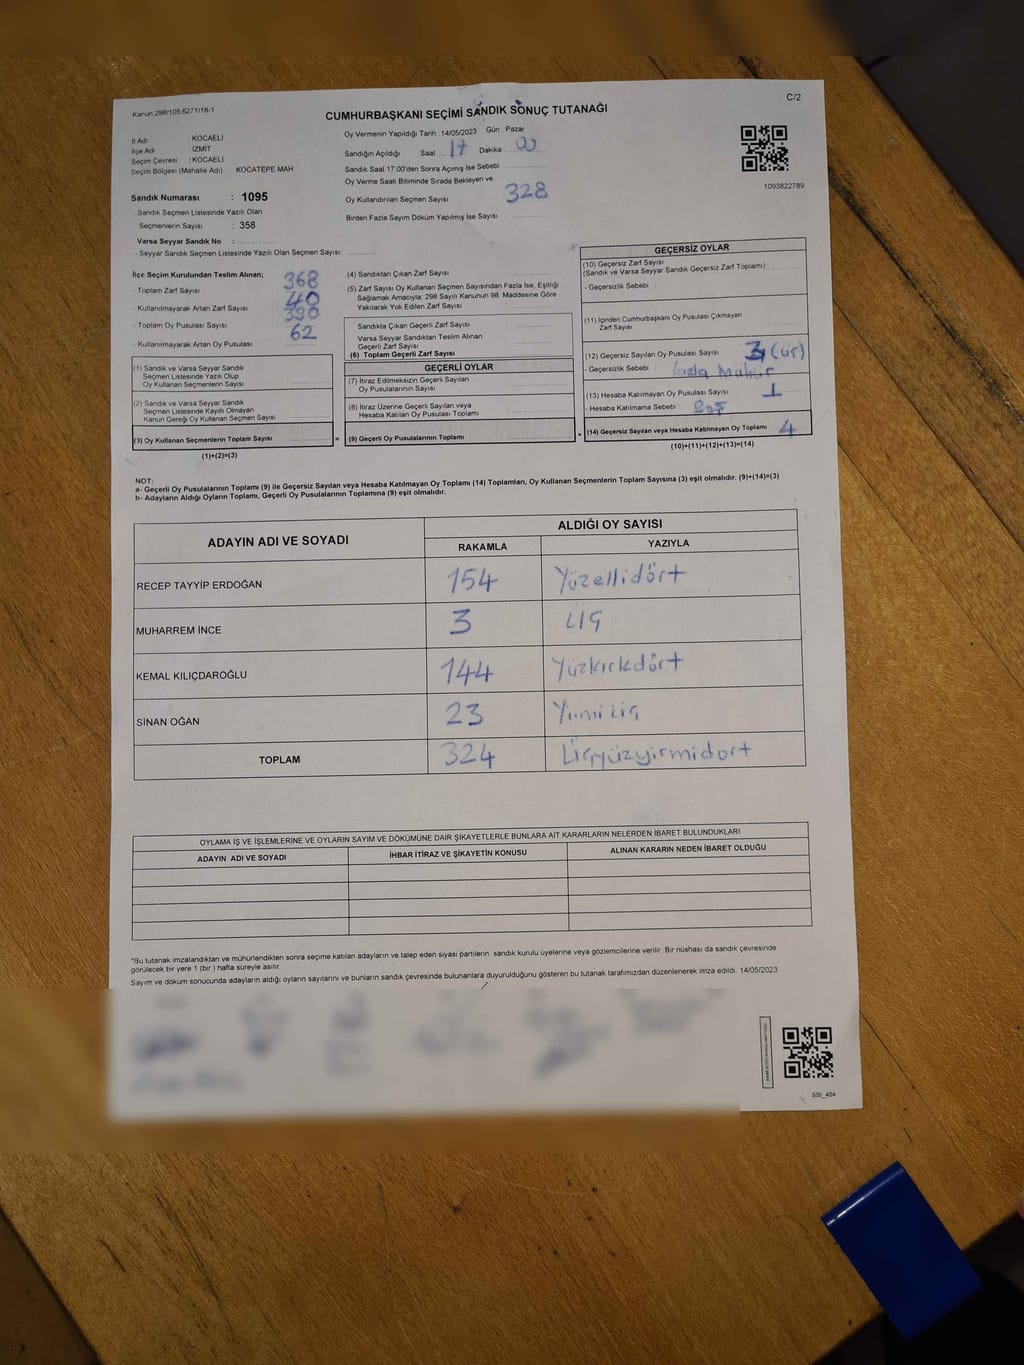 Kanun 298/105,6271/18-1
C/2
CUMHURBAŞKANI SEÇİMİ SANDIK SONUÇ TUTANAĞI
İl Adı : KOCAELİ
İlçe Adı : İZMİT
Seçim Çevresi : KOCAELİ
Seçim Bölgesi (Mahalle Adı) KOCATEPE MAH
Sandık Numarası : 1095
Sandık Seçmen Listesinde Yazılı Olan
Seçmenlerin Sayısı : 358
Varsa Seyyar Sandık No :
- Seyyar Sandık Seçmen Listesinde Yazılı Olan Seçmen Sayısı:
Oy Vermenin Yapıldığı Tarih : 14/05/2023 Gün : Pazar
Sandığın Açıldığı Saat 17 Dakika : 00
Sandık Saat 17.00'den Sonra Açımış İse Sebebi
Oy Verme Saati Bitiminde Sırada Bekleyen ve
Oy Kullandırılan Seçmen Sayısı 328
Birden Fazla Sayım Döküm Yapılmış İse Sayısı
1093822789
İlçe Seçim Kurulundan Teslim Alınan;
- Toplam Zarf Sayısı 368
- Kullanılmayarak Artan Zarf Sayısı 40
- Toplam Oy Pusulası Sayısı 390
- Kullanılmayarak Artan Oy Pusulası 62
(1) Sandık ve Varsa Seyyar Sandık
Seçmen Listesinde Yazılı Olup
Oy Kullanan Seçmenlerin Sayısı
(2) Sandık ve Varsa Seyyar Sandık
Seçmen Listesinde Kayıtlı Olmayan
Kanun Gereği Oy Kullanan Seçmen Sayısı
(3) Oy Kullanan Seçmenlerin Toplam Sayısı
(1)+(2)=(3)
(4) Sandıktan Çıkan Zarf Sayısı
(5) Zarf Sayısı Oy Kullanan Seçmen Sayısından Fazla İse, Eşitliği
Sağlamak Amacıyla; 298 Sayılı Kanunun 98. Maddesine Göre
Yakılarak Yok Edilen Zarf Sayısı
Sandıkta Çıkan Geçerli Zarf Sayısı
Varsa Seyyar Sandıktan Teslim Alınan
Geçerli Zarf Sayısı
(6) Toplam Geçerli Zarf Sayısı
GEÇERLİ OYLAR
(7) İtiraz Edilmeksizin Geçerli Sayılan
Oy Pusulalarının Sayısı
(8) İtiraz Üzerine Geçerli Sayılan veya
Hesaba Katılan Oy Pusulası Toplamı
= (9) Geçerli Oy Pusulalarının Toplamı
GEÇERSİZ OYLAR
(10) Geçersiz Zarf Sayısı
(Sandık ve Varsa Seyyar Sandık Geçersiz Zarf Toplamı)
- Geçersizlik Sebebi
(11) İçinden Cumhurbaşkanı Oy Pusulası Çıkmayan
Zarf Sayısı
(12) Geçersiz Sayılan Oy Pusulası Sayısı 3 (üç)
- Geçersizlik Sebebi fazla Mühür
(13) Hesaba Katılmayan Oy Pusulası Sayısı 1
- Hesaba Katılmama Sebebi : Boş
+ (14) Geçersiz Sayılan veya Hesaba Katılmayan Oy Toplamı 4
(10)+(11)+(12)+(13)=(14)
NOT:
a- Geçerli Oy Pusulalarının Toplamı (9) ile Geçersiz Sayılan veya Hesaba Katılmayan Oy Toplamı (14) Toplamları, Oy Kullanan Seçmenlerin Toplam Sayısına (3) eşit olmalıdır. (9)+(14)=(3)
b- Adayların Aldığı Oyların Toplamı, Geçerli Oy Pusulalarının Toplamına (9) eşit olmalıdır.
ADAYIN ADI VE SOYADI ALDIĞI OY SAYISI
RAKAMLA YAZIYLA
RECEP TAYYİP ERDOĞAN 154 Yüzellidört
MUHARREM İNCE 3 Üç
KEMAL KILIÇDAROĞLU 144 Yüzkırkdört
SİNAN OĞAN 23 Yirmi üç
TOPLAM 324 Üçyüzyirmidört
OYLAMA İŞ VE İŞLEMLERİNE VE OYLARIN SAYIM VE DÖKÜMÜNE DAİR ŞİKAYETLERLE BUNLARA AİT KARARLARIN NELERDEN İBARET BULUNDUKLARI
ADAYIN ADI VE SOYADI İHBAR İTİRAZ VE ŞİKAYETİN KONUSU ALINAN KARARIN NEDEN İBARET OLDUĞU
*Bu tutanak imzalandıktan ve mühürlendikten sonra seçime katılan adayların ve talep eden siyasi partilerin sandık kurulu üyelerine veya gözlemcilerine verilir. Bir nüshası da sandık çevresinde
görülecek bir yere 1 (bir ) hafta süreyle asılır.
Sayım ve döküm sonucunda adayların aldığı oyların sayılarını ve bunların sandık çevresinde bulunanlara duyurulduğunu gösteren bu tutanak tarafımızdan düzenlenerek imza edildi. 14/05/2023
SSI_404